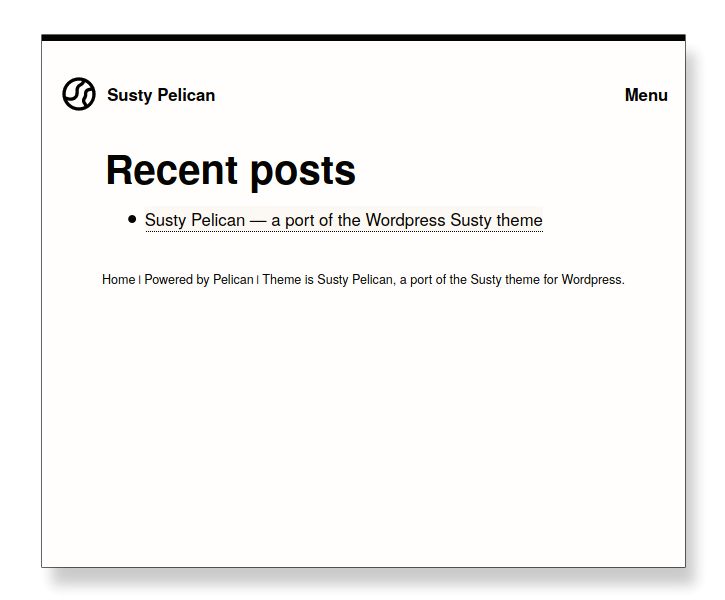 Susty Pelican
Menu
Recent posts
Susty Pelican — a port of the Wordpress Susty theme
Home | Powered by Pelican | Theme is Susty Pelican, a port of the Susty theme for Wordpress.